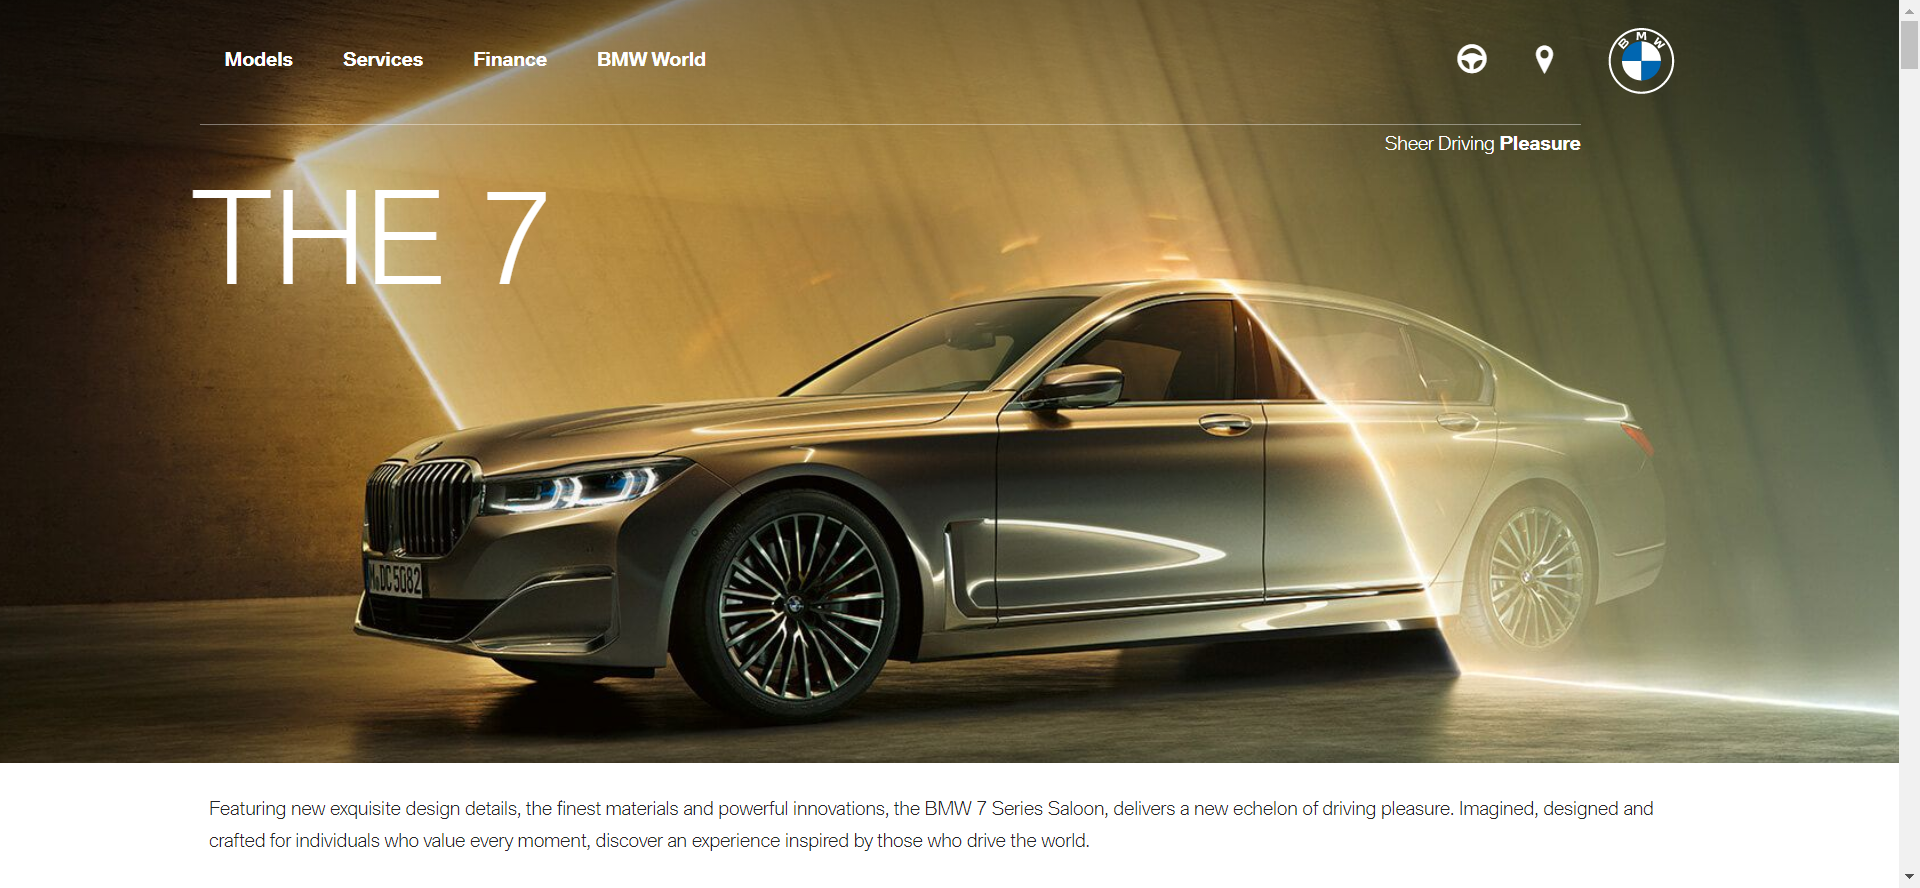 Models Services Finance BMW World
BMW
Sheer Driving Pleasure
THE 7
M DC 5082
Featuring new exquisite design details, the finest materials and powerful innovations, the BMW 7 Series Saloon, delivers a new echelon of driving pleasure. Imagined, designed and
crafted for individuals who value every moment, discover an experience inspired by those who drive the world.